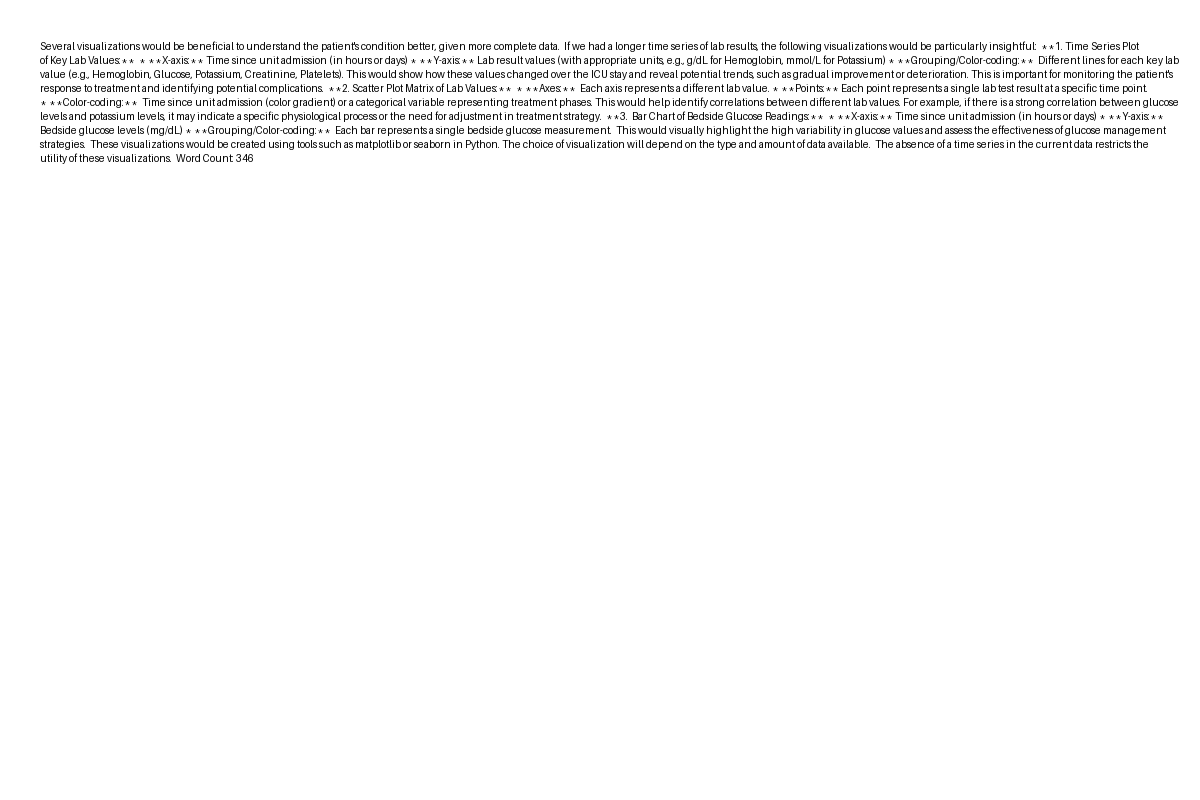 Several visualizations would be beneficial to understand the patient's condition better, given more complete data.  If we had a longer time series of lab results, the following visualizations would be particularly insightful:  **1. Time Series Plot
of Key Lab Values:**  * **X-axis:** Time since unit admission (in hours or days) * **Y-axis:** Lab result values (with appropriate units, e.g., g/dL for Hemoglobin, mmol/L for Potassium) * **Grouping/Color-coding:**  Different lines for each key lab
value (e.g., Hemoglobin, Glucose, Potassium, Creatinine, Platelets). This would show how these values changed over the ICU stay and reveal potential trends, such as gradual improvement or deterioration. This is important for monitoring the patient's
response to treatment and identifying potential complications.  **2. Scatter Plot Matrix of Lab Values:**  * **Axes:**  Each axis represents a different lab value. * **Points:** Each point represents a single lab test result at a specific time point.
* **Color-coding:**  Time since unit admission (color gradient) or a categorical variable representing treatment phases. This would help identify correlations between different lab values. For example, if there is a strong correlation between glucose
levels and potassium levels, it may indicate a specific physiological process or the need for adjustment in treatment strategy.  **3.  Bar Chart of Bedside Glucose Readings:**  * **X-axis:** Time since unit admission (in hours or days) * **Y-axis:**
Bedside glucose levels (mg/dL) * **Grouping/Color-coding:**  Each bar represents a single bedside glucose measurement.  This would visually highlight the high variability in glucose values and assess the effectiveness of glucose management
strategies.  These visualizations would be created using tools such as matplotlib or seaborn in Python. The choice of visualization will depend on the type and amount of data available.  The absence of a time series in the current data restricts the
utility of these visualizations.  Word Count: 346